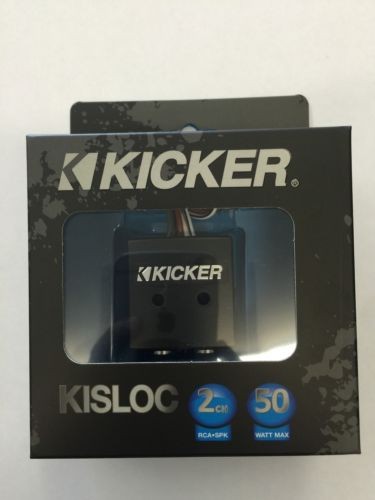 KICKER®
KICKER
KISLOC
2CH
RCA•SPK
50
WATT MAX